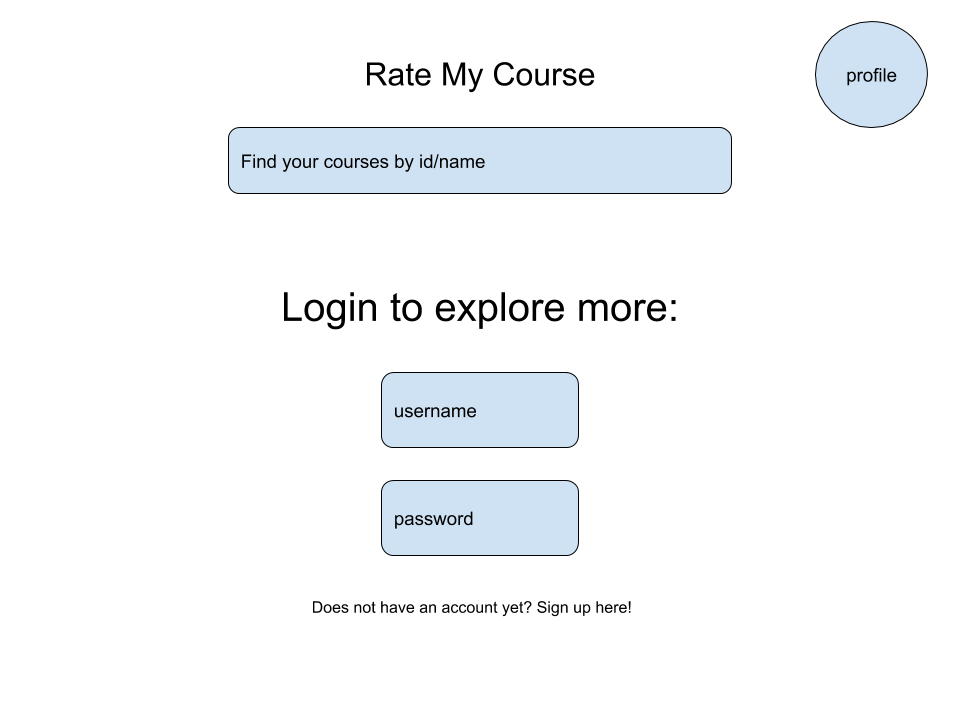 Rate My Course
profile
Find your courses by id/name
Login to explore more:
username
password
Does not have an account yet? Sign up here!